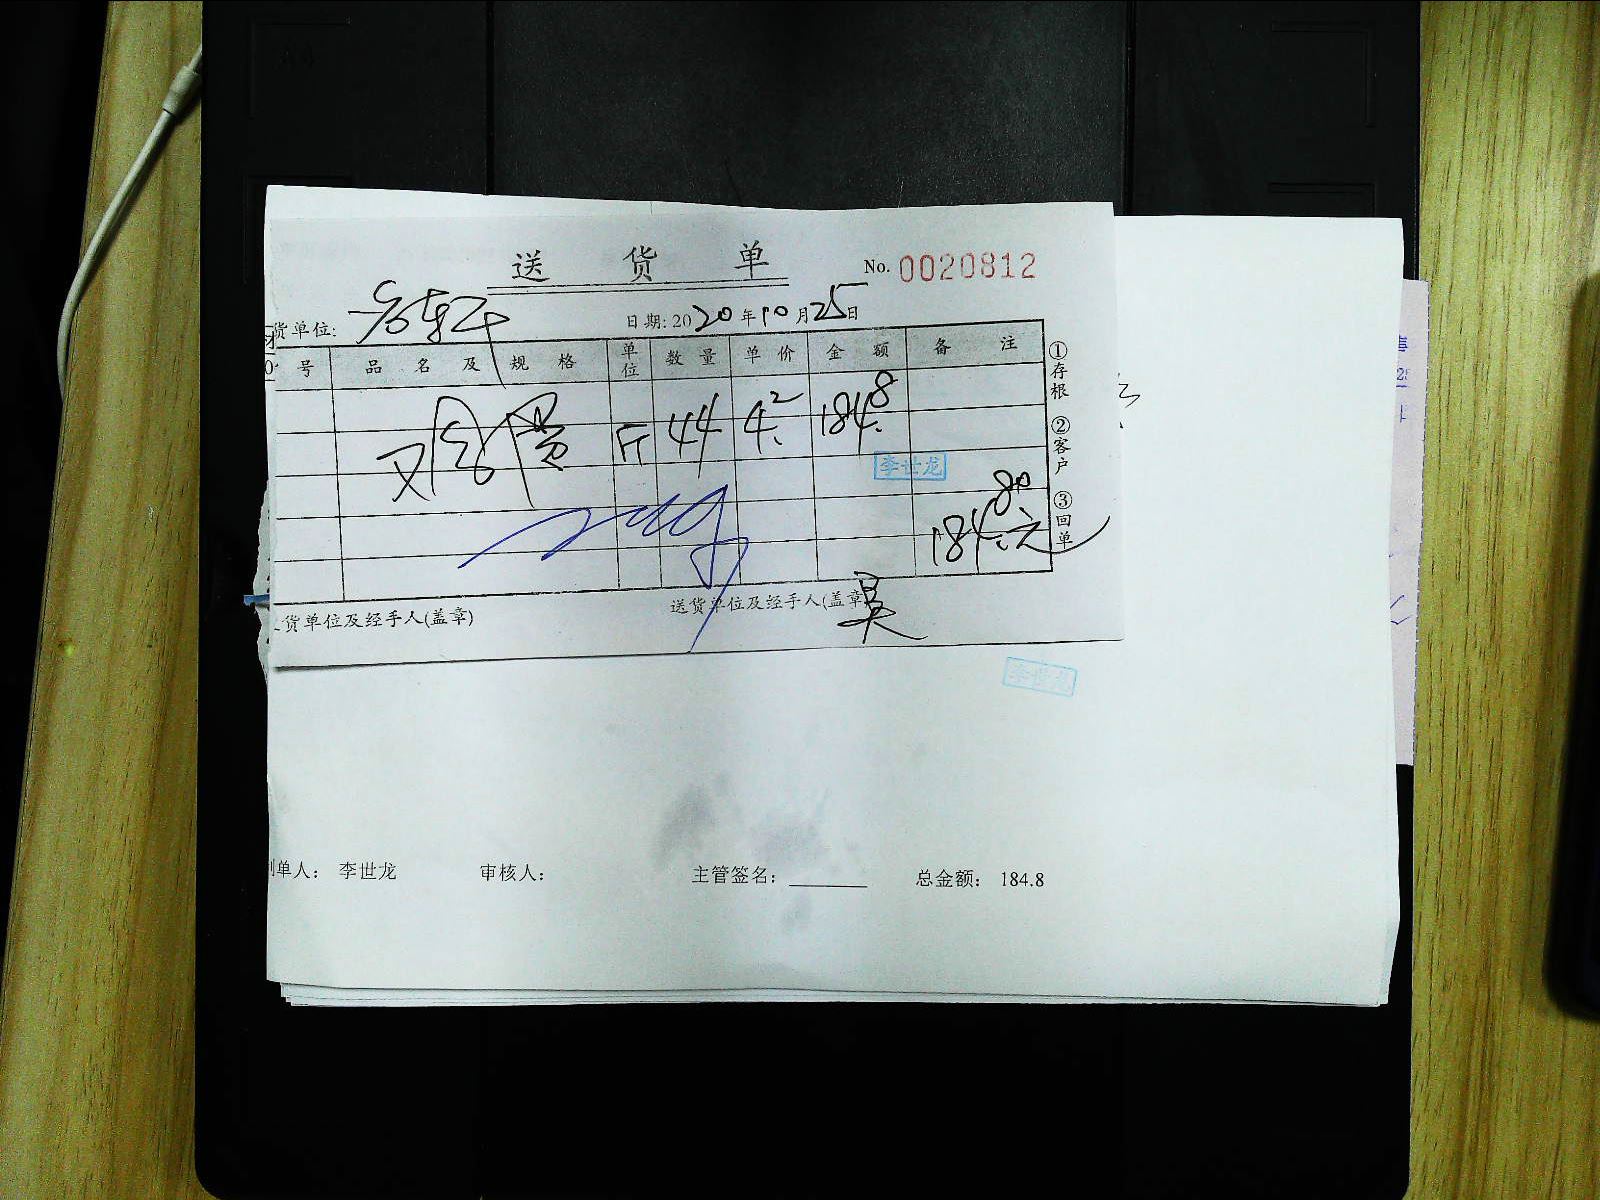 送 货 单
No. 0020812
货单位:
日期: 2020年10月25日
号 品名及规格 单位 数量 单价 金额 备注
斤 44 4.2 184.8
李世龙
184.80元
货单位及经手人(盖章)
送货单位及经手人(盖章)
吴
①存根 ②客户 ③回单
李世龙
制单人: 李世龙 审核人: 主管签名: 总金额: 184.8